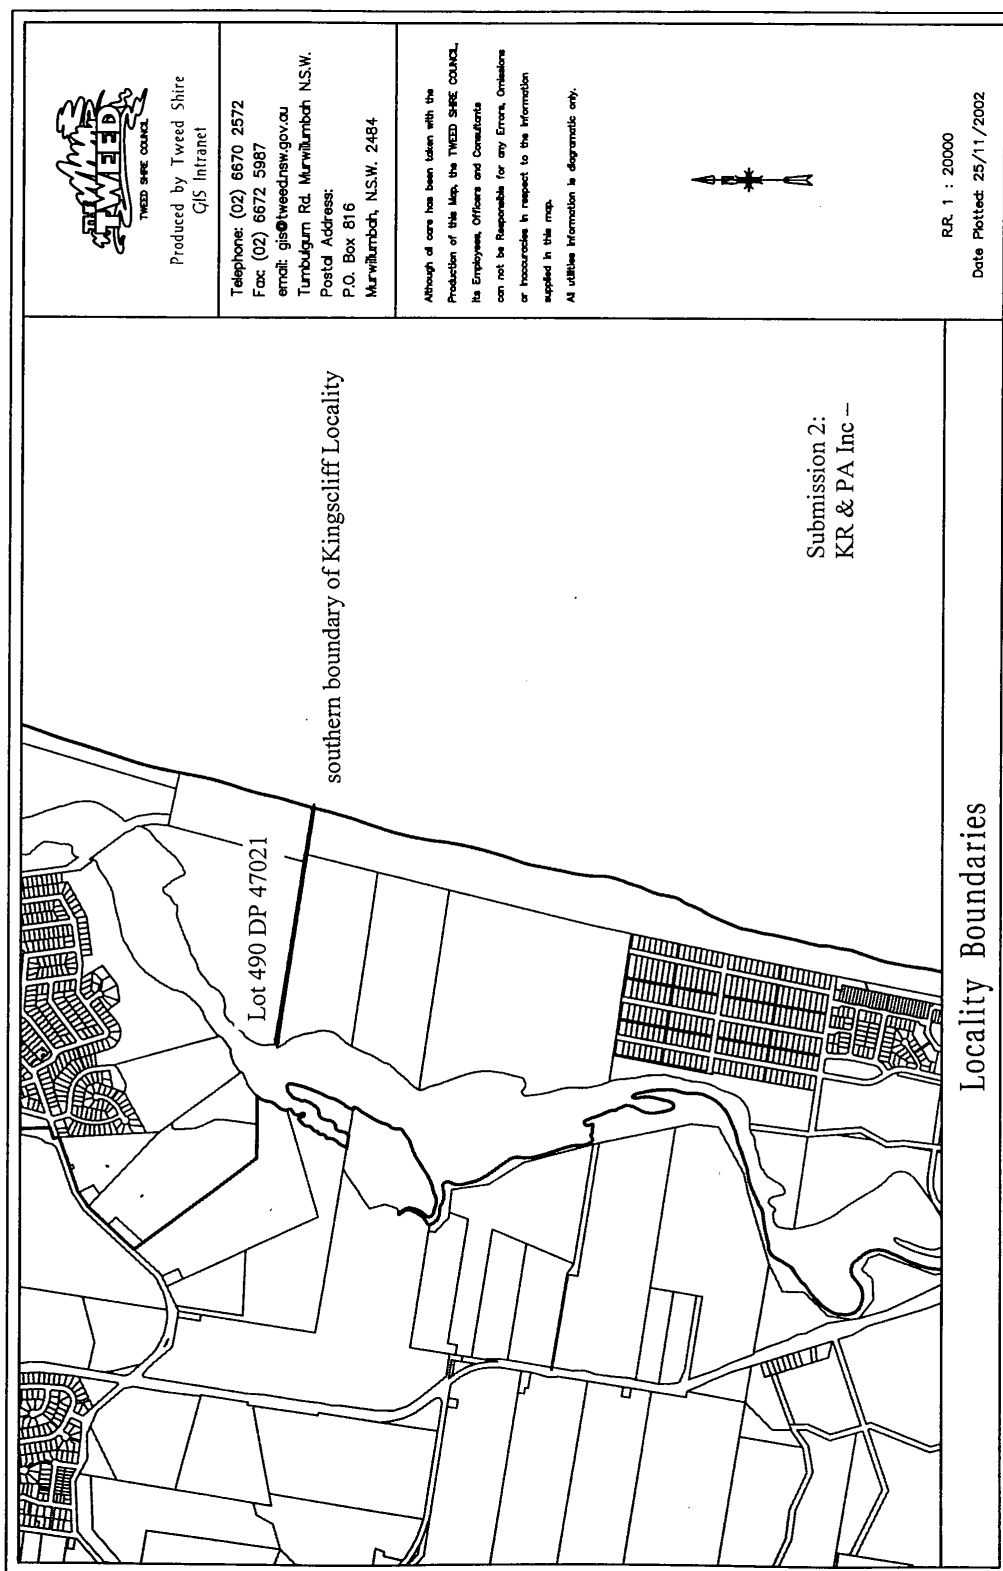 TWEED
TWEED SHIRE COUNCIL
Produced by Tweed Shire
GIS Intranet
Telephone: (02) 6670 2572
Fax: (02) 6672 5987
email: gis@tweed.nsw.gov.au
Tumbulgum Rd. Murwillumbah N.S.W.
Postal Address:
P.O. Box 816
Murwillumbah, N.S.W. 2484
Although all care has been taken with the
Production of this Map, the TWEED SHIRE COUNCIL,
its Employees, Officers and Consultants
can not be Responsible for any Errors, Omissions
or Inaccuracies in respect to the Information
supplied in this map.
All utilities information is diagramatic only.
R.R. 1 : 20000
Date Plotted: 25/11/2002
southern boundary of Kingscliff Locality
Lot 490 DP 47021
Submission 2:
KR & PA Inc –
Locality Boundaries